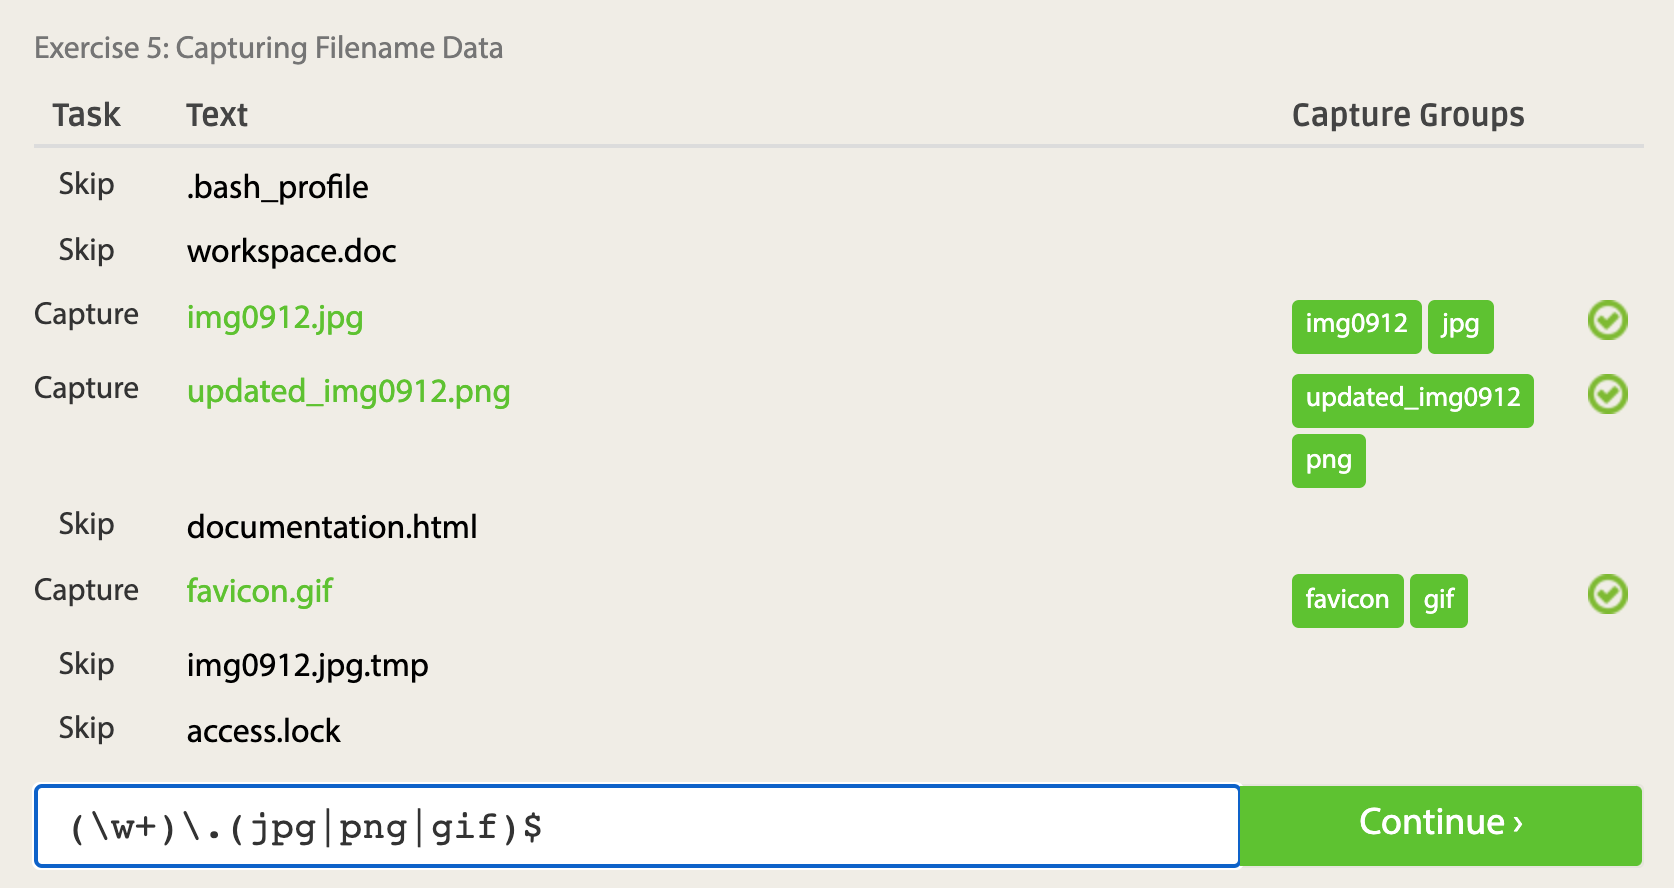 Exercise 5: Capturing Filename Data
Task Text Capture Groups
Skip .bash_profile
Skip workspace.doc
Capture img0912.jpg img0912 jpg
Capture updated_img0912.png updated_img0912
png
Skip documentation.html
Capture favicon.gif favicon gif
Skip img0912.jpg.tmp
Skip access.lock
(\w+)\.(jpg|png|gif)$ Continue ›